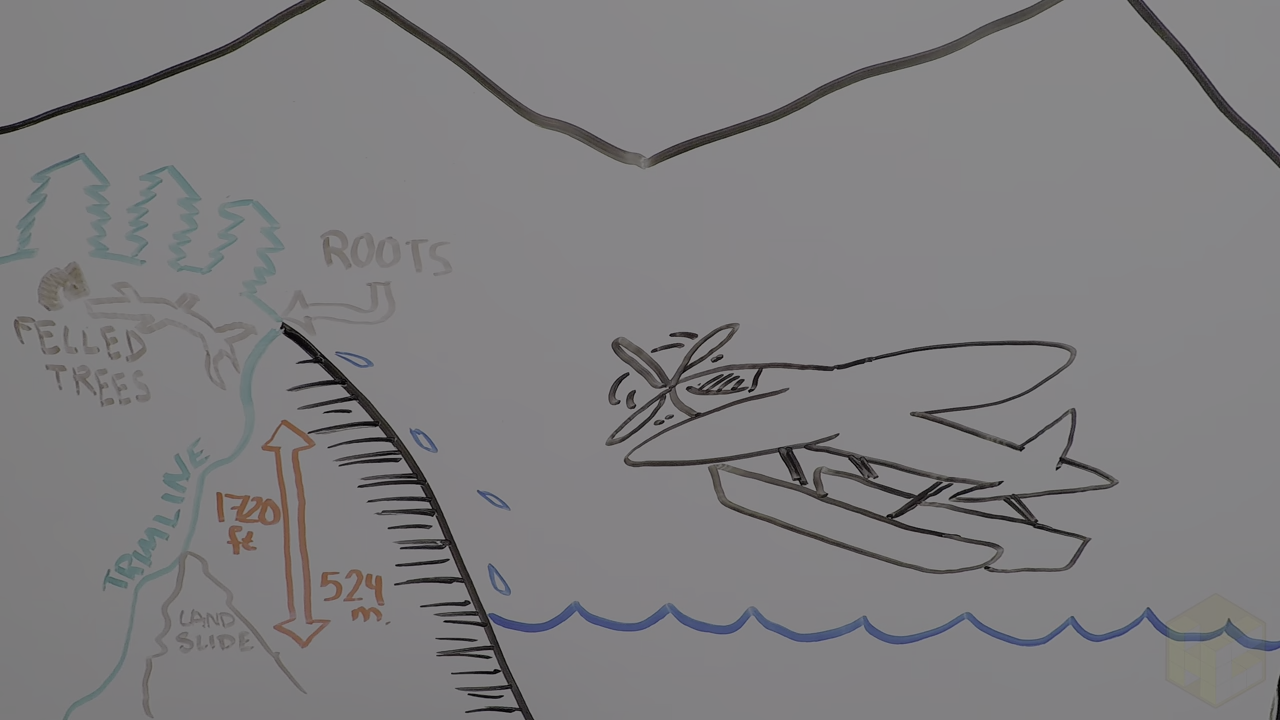 ROOTS
FELLED
TREES
TRIMLINE
1720
ft
524
m.
LAND
SLIDE